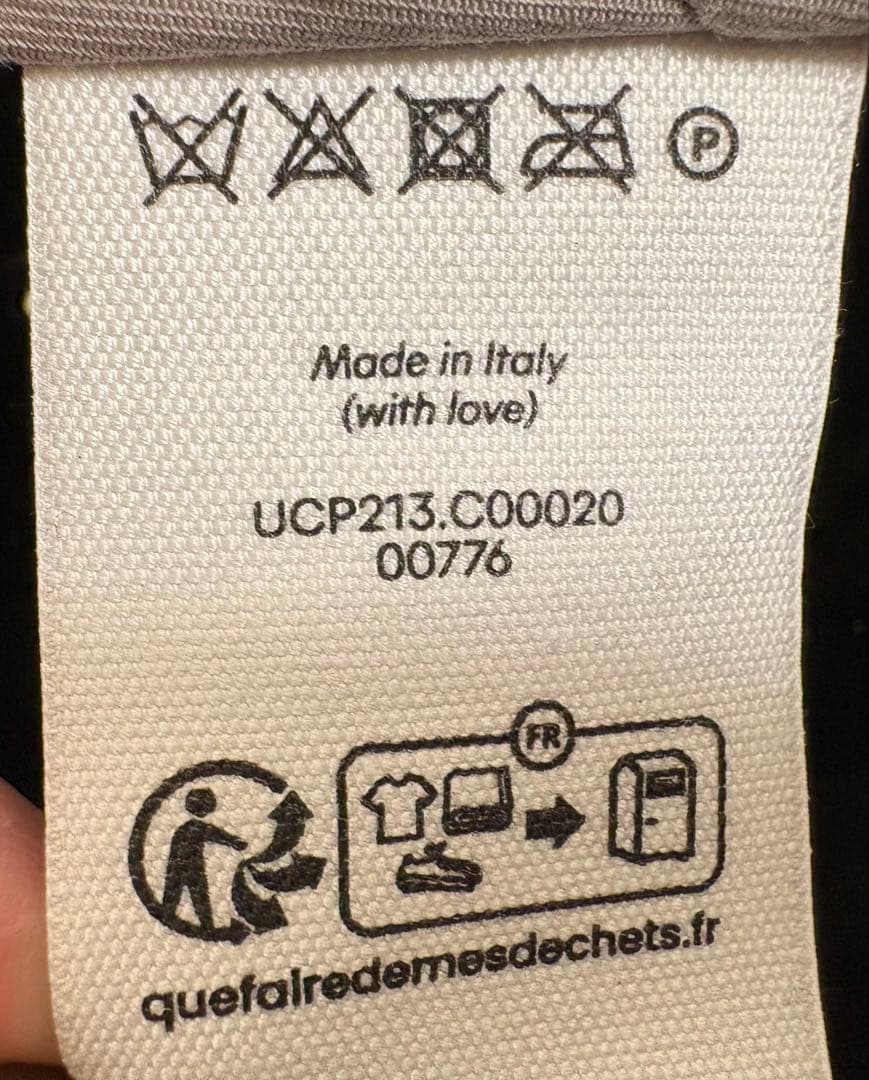 P
Made in Italy
(with love)
UCP213.C00020
00776
FR
quefairedemesdechets.fr